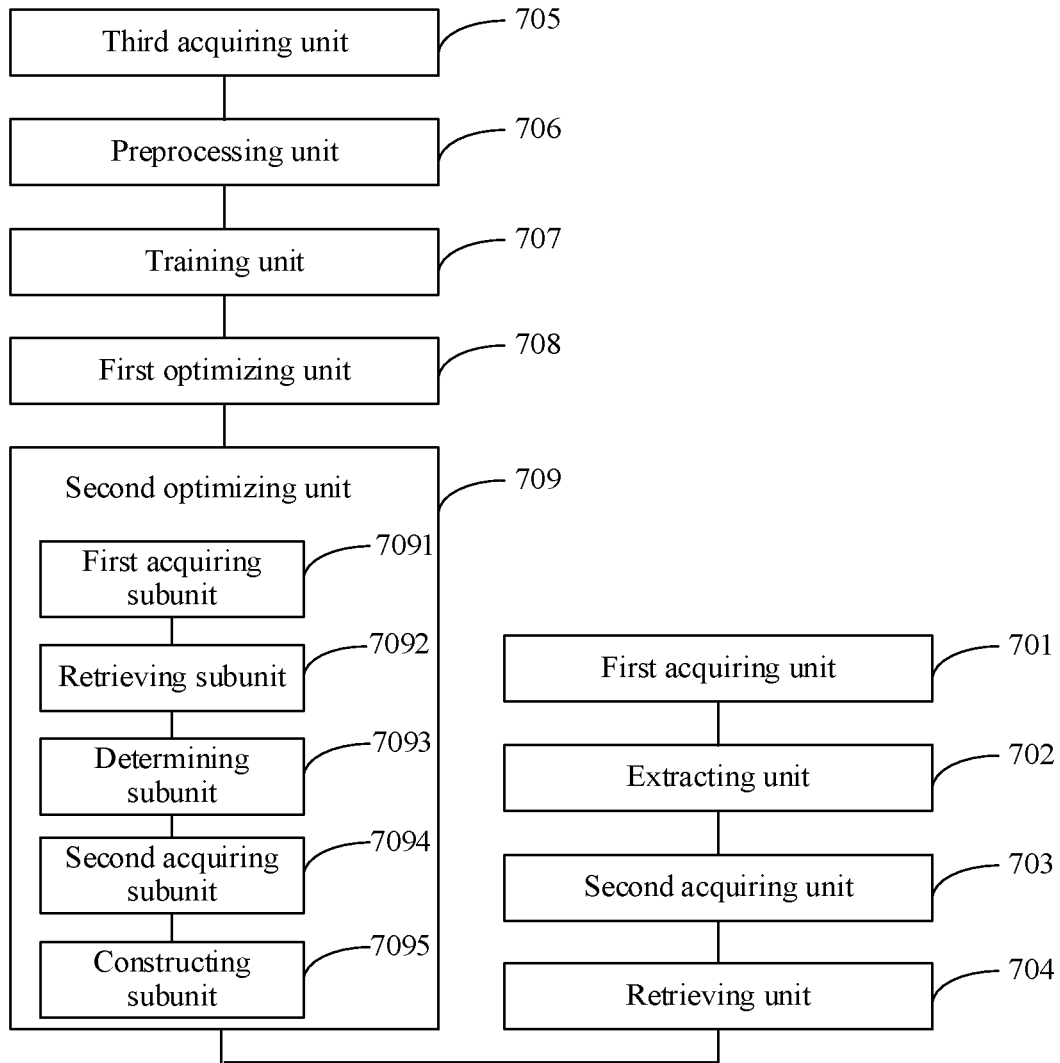 Third acquiring unit
705
Preprocessing unit
706
Training unit
707
First optimizing unit
708
Second optimizing unit
709
First acquiring
subunit
7091
Retrieving subunit
7092
Determining
subunit
7093
Second acquiring
subunit
7094
Constructing
subunit
7095
First acquiring unit
701
Extracting unit
702
Second acquiring unit
703
Retrieving unit
704